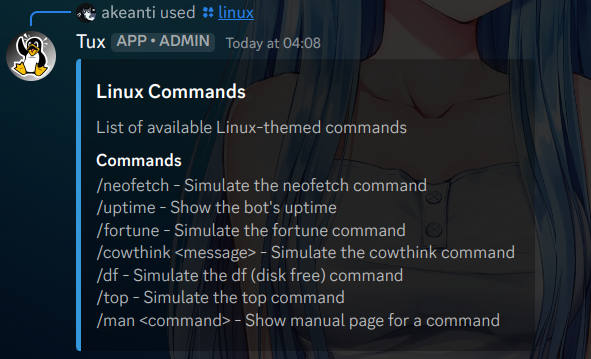 akeanti used linux
Tux APP • ADMIN Today at 04:08
Linux Commands
List of available Linux-themed commands
Commands
/neofetch - Simulate the neofetch command
/uptime - Show the bot's uptime
/fortune - Simulate the fortune command
/cowthink <message> - Simulate the cowthink command
/df - Simulate the df (disk free) command
/top - Simulate the top command
/man <command> - Show manual page for a command